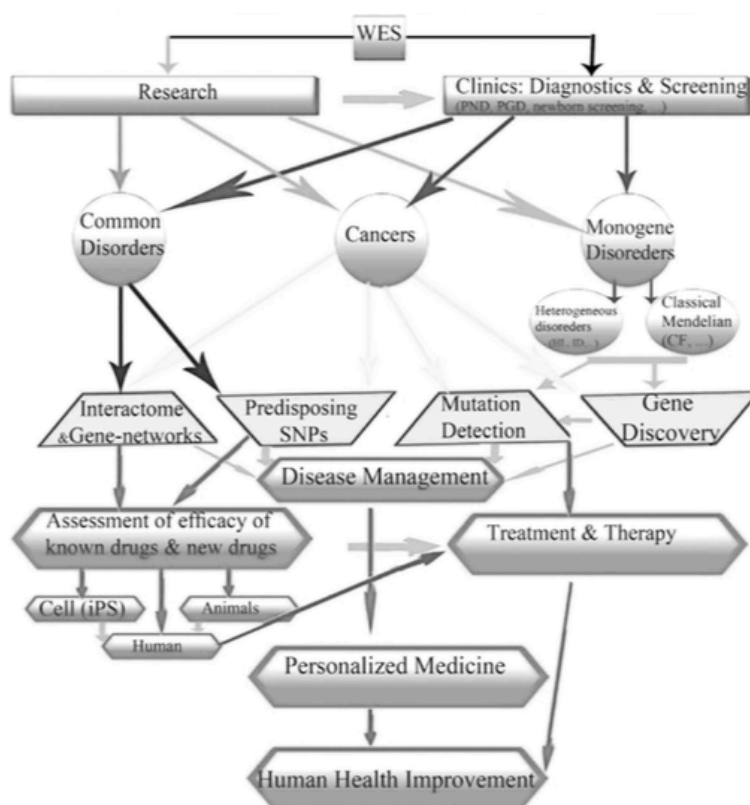 WES
Research
Clinics: Diagnostics & Screening
(PND, PGD, newborn screening, ...)
Common
Disorders
Cancers
Monogene
Disoreders
Heterogeneous
disoreders
(HL, ID...)
Classical
Mendelian
(CF, ...)
Interactome
&Gene-networks
Predisposing
SNPs
Mutation
Detection
Gene
Discovery
Disease Management
Assessment of efficacy of
known drugs & new drugs
Treatment & Therapy
Cell (iPS)
Animals
Human
Personalized Medicine
Human Health Improvement